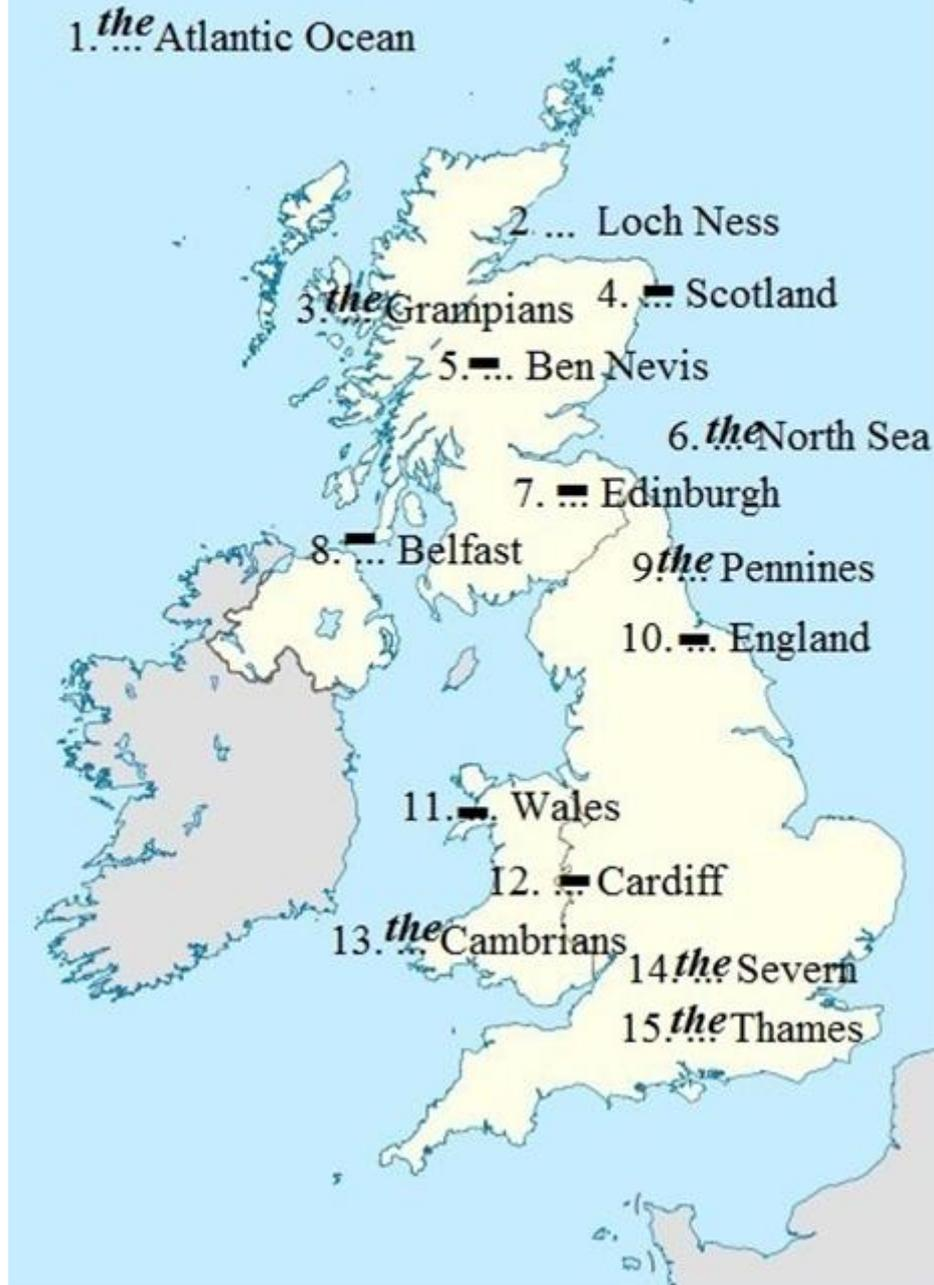 1. the ... Atlantic Ocean
2 ... Loch Ness
3. the ... Grampians
4. – ... Scotland
5. – ... Ben Nevis
6. the ... North Sea
7. – ... Edinburgh
8. – ... Belfast
9. the ... Pennines
10. – ... England
11. – ... Wales
12. – ... Cardiff
13. the ... Cambrians
14. the ... Severn
15. the ... Thames